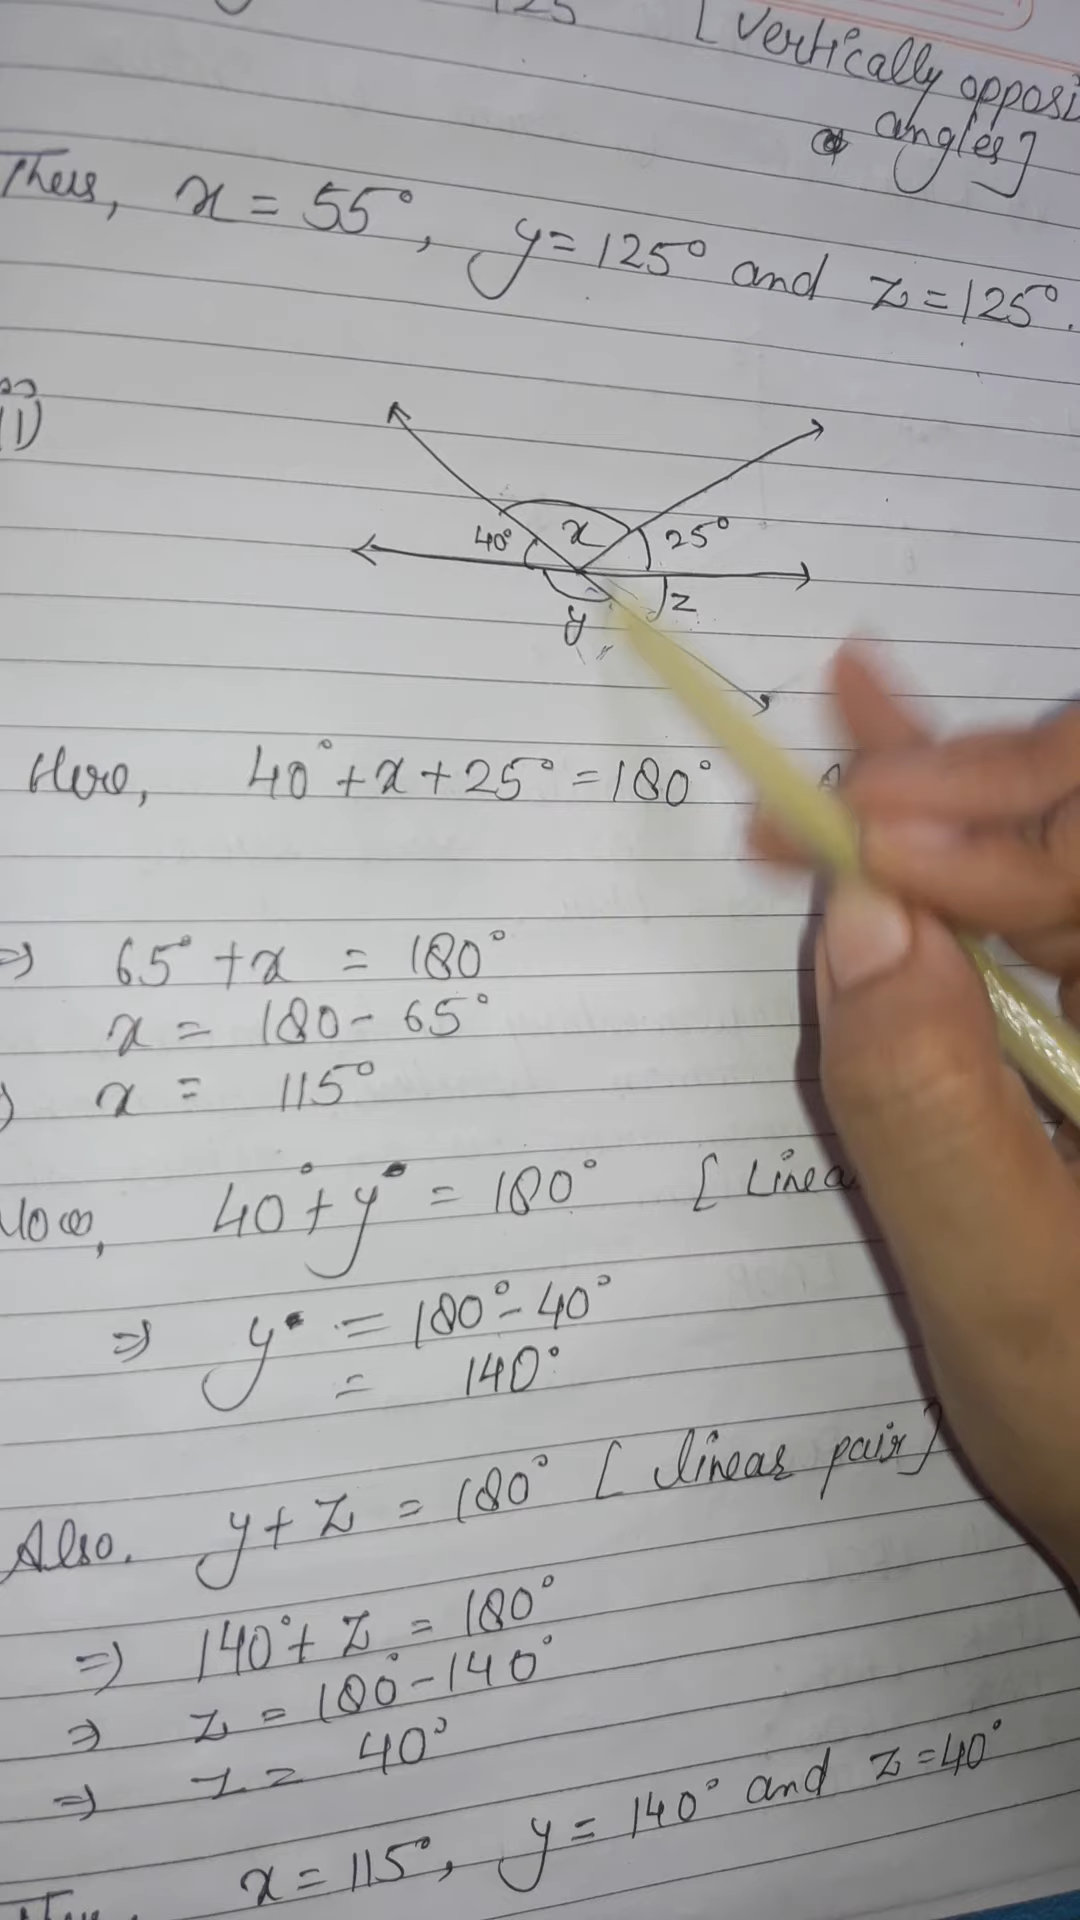 125
[Vertically opposi
angles]
Thus, x = 55°, y = 125° and z = 125°.
(ii)
x
40°
25°
z
y
Here, 40° + x + 25° = 180°
⇒ 65° + x = 180°
x = 180 - 65°
x = 115°
Now, 40° + y = 180° [Linea
⇒ y = 180° - 40°
= 140°
Also. y + z = 180° [linear pair]
⇒ 140° + z = 180°
⇒ z = 180° - 140°
⇒ z = 40°
x = 115°, y = 140° and z = 40°